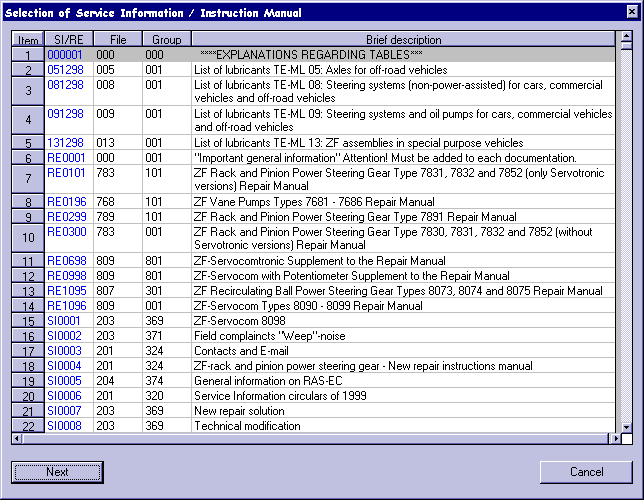 Selection of Service Information / Instruction Manual
Item SI/RE File Group Brief description
1 000001 000 000 ****EXPLANATIONS REGARDING TABLES***
2 051298 005 001 List of lubricants TE-ML 05: Axles for off-road vehicles
3 081298 008 001 List of lubricants TE-ML 08: Steering systems (non-power-assisted) for cars, commercial
vehicles and off-road vehicles
4 091298 009 001 List of lubricants TE-ML 09: Steering systems and oil pumps for cars, commercial vehicles
and off-road vehicles
5 131298 013 001 List of lubricants TE-ML 13: ZF assemblies in special purpose vehicles
6 RE0001 000 001 "Important general information" Attention! Must be added to each documentation.
7 RE0101 783 101 ZF Rack and Pinion Power Steering Gear Type 7831, 7832 and 7852 (only Servotronic
versions) Repair Manual
8 RE0196 768 101 ZF Vane Pumps Types 7681 - 7686 Repair Manual
9 RE0299 789 101 ZF Rack and Pinion Power Steering Gear Type 7891 Repair Manual
10 RE0300 783 001 ZF Rack and Pinion Power Steering Gear Type 7830, 7831, 7832 and 7852 (without
Servotronic versions) Repair Manual
11 RE0698 809 801 ZF-Servocomtronic Supplement to the Repair Manual
12 RE0998 809 801 ZF-Servocom with Potentiometer Supplement to the Repair Manual
13 RE1095 807 301 ZF Recirculating Ball Power Steering Gear Types 8073, 8074 and 8075 Repair Manual
14 RE1096 809 001 ZF-Servocom Types 8090 - 8099 Repair Manual
15 SI0001 203 369 ZF-Servocom 8098
16 SI0002 203 371 Field complaincts "Weep"-noise
17 SI0003 201 324 Contacts and E-mail
18 SI0004 201 324 ZF-rack and pinion power steering gear - New repair instructions manual
19 SI0005 204 374 General information on RAS-EC
20 SI0006 201 320 Service Information circulars of 1999
21 SI0007 203 369 New repair solution
22 SI0008 203 369 Technical modification
Next Cancel